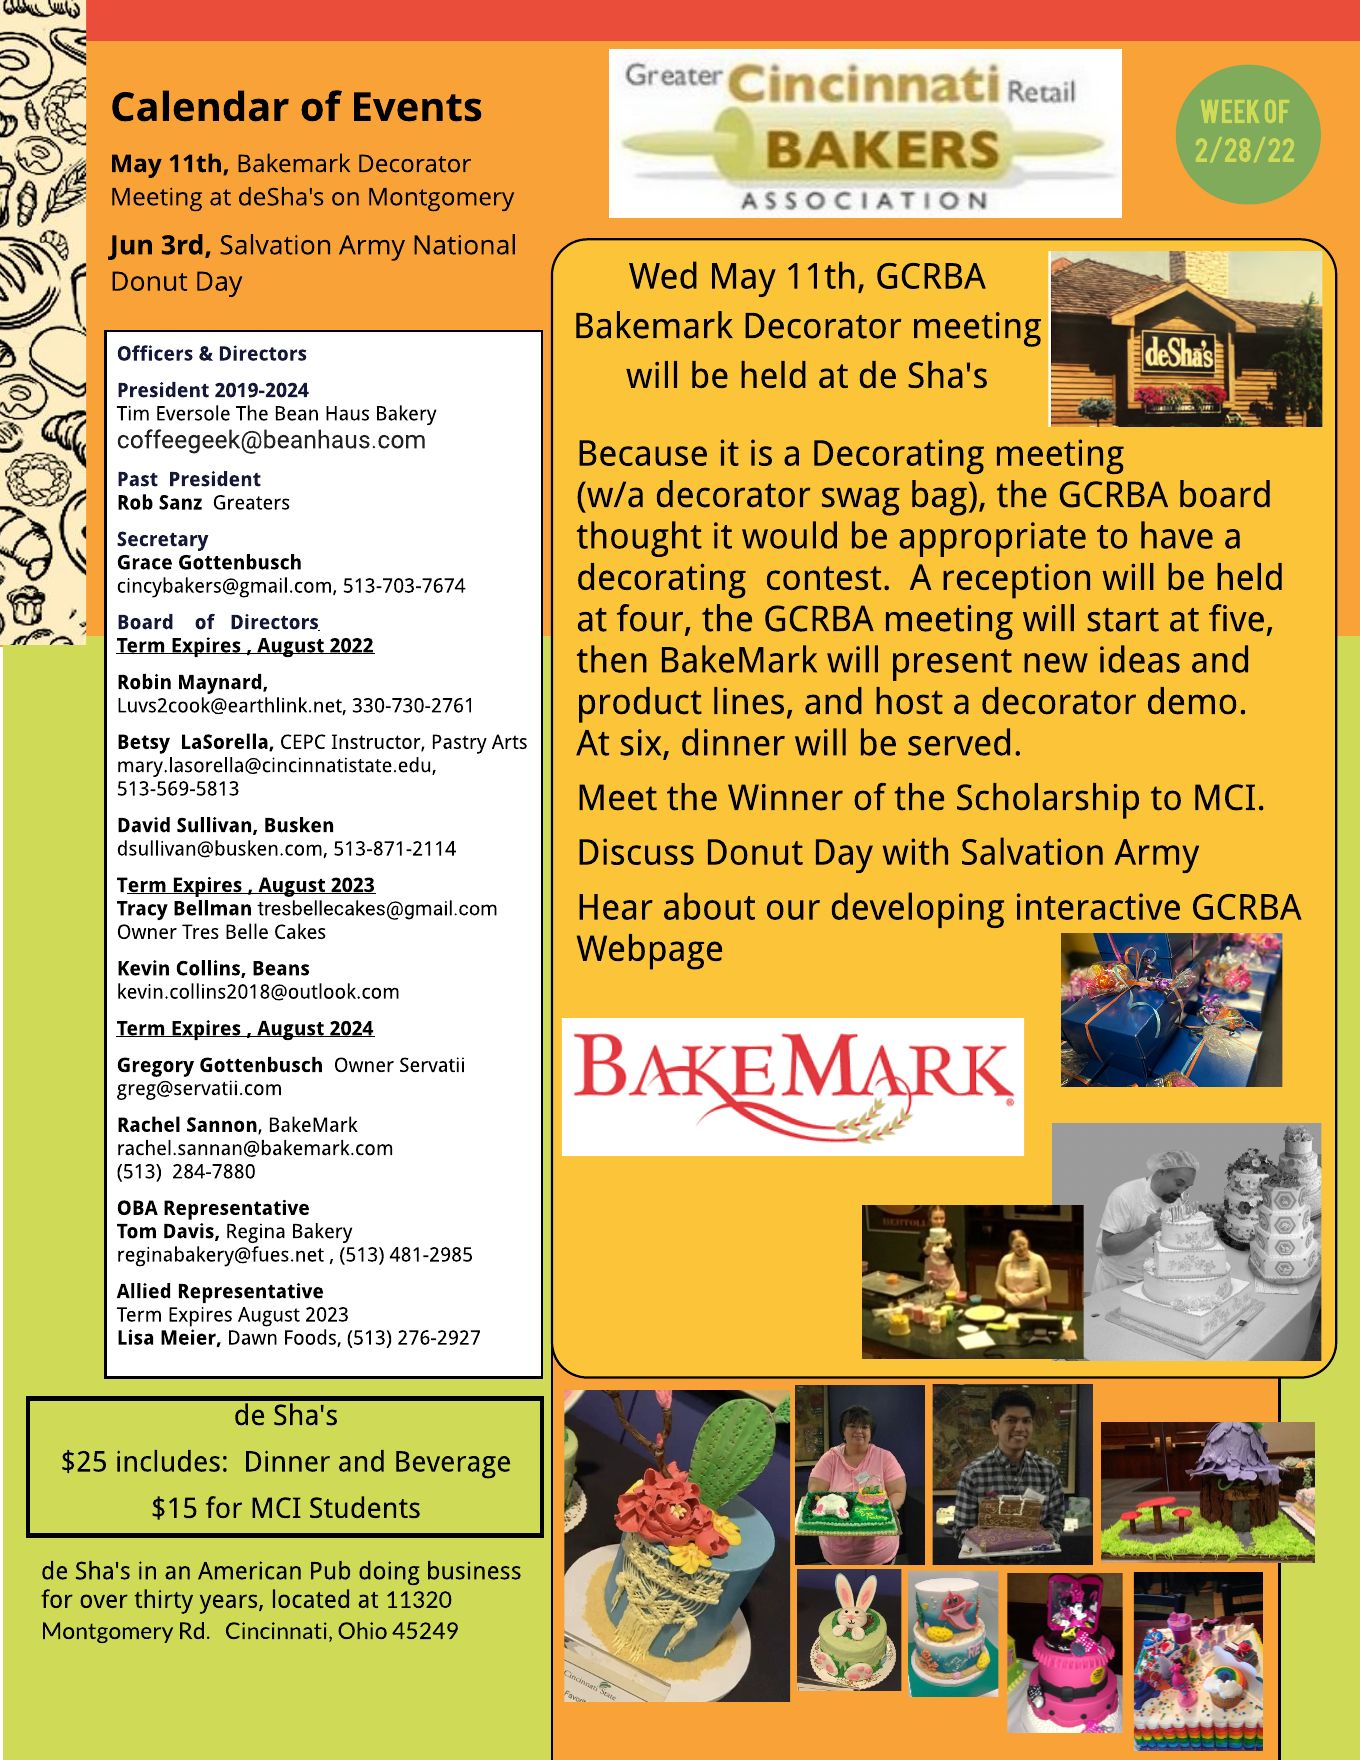 Calendar of Events
May 11th, Bakemark Decorator
Meeting at deSha's on Montgomery
Jun 3rd, Salvation Army National
Donut Day
Greater Cincinnati Retail
BAKERS
ASSOCIATION
WEEK OF
2/28/22
Officers & Directors
President 2019-2024
Tim Eversole The Bean Haus Bakery
coffeegeek@beanhaus.com
Past President
Rob Sanz Greaters
Secretary
Grace Gottenbusch
cincybakers@gmail.com, 513-703-7674
Board of Directors
Term Expires , August 2022
Robin Maynard,
Luvs2cook@earthlink.net, 330-730-2761
Betsy LaSorella, CEPC Instructor, Pastry Arts
mary.lasorella@cincinnatistate.edu,
513-569-5813
David Sullivan, Busken
dsullivan@busken.com, 513-871-2114
Term Expires , August 2023
Tracy Bellman tresbellecakes@gmail.com
Owner Tres Belle Cakes
Kevin Collins, Beans
kevin.collins2018@outlook.com
Term Expires , August 2024
Gregory Gottenbusch Owner Servatii
greg@servatii.com
Rachel Sannon, BakeMark
rachel.sannan@bakemark.com
(513) 284-7880
OBA Representative
Tom Davis, Regina Bakery
reginabakery@fues.net , (513) 481-2985
Allied Representative
Term Expires August 2023
Lisa Meier, Dawn Foods, (513) 276-2927
de Sha's
$25 includes: Dinner and Beverage
$15 for MCI Students
de Sha's in an American Pub doing business
for over thirty years, located at 11320
Montgomery Rd. Cincinnati, Ohio 45249
Wed May 11th, GCRBA
Bakemark Decorator meeting
will be held at de Sha's
deSha's
Because it is a Decorating meeting
(w/a decorator swag bag), the GCRBA board
thought it would be appropriate to have a
decorating contest. A reception will be held
at four, the GCRBA meeting will start at five,
then BakeMark will present new ideas and
product lines, and host a decorator demo.
At six, dinner will be served.
Meet the Winner of the Scholarship to MCI.
Discuss Donut Day with Salvation Army
Hear about our developing interactive GCRBA
Webpage
BAKEMARK®
BERTOLLI
Cincinnati State